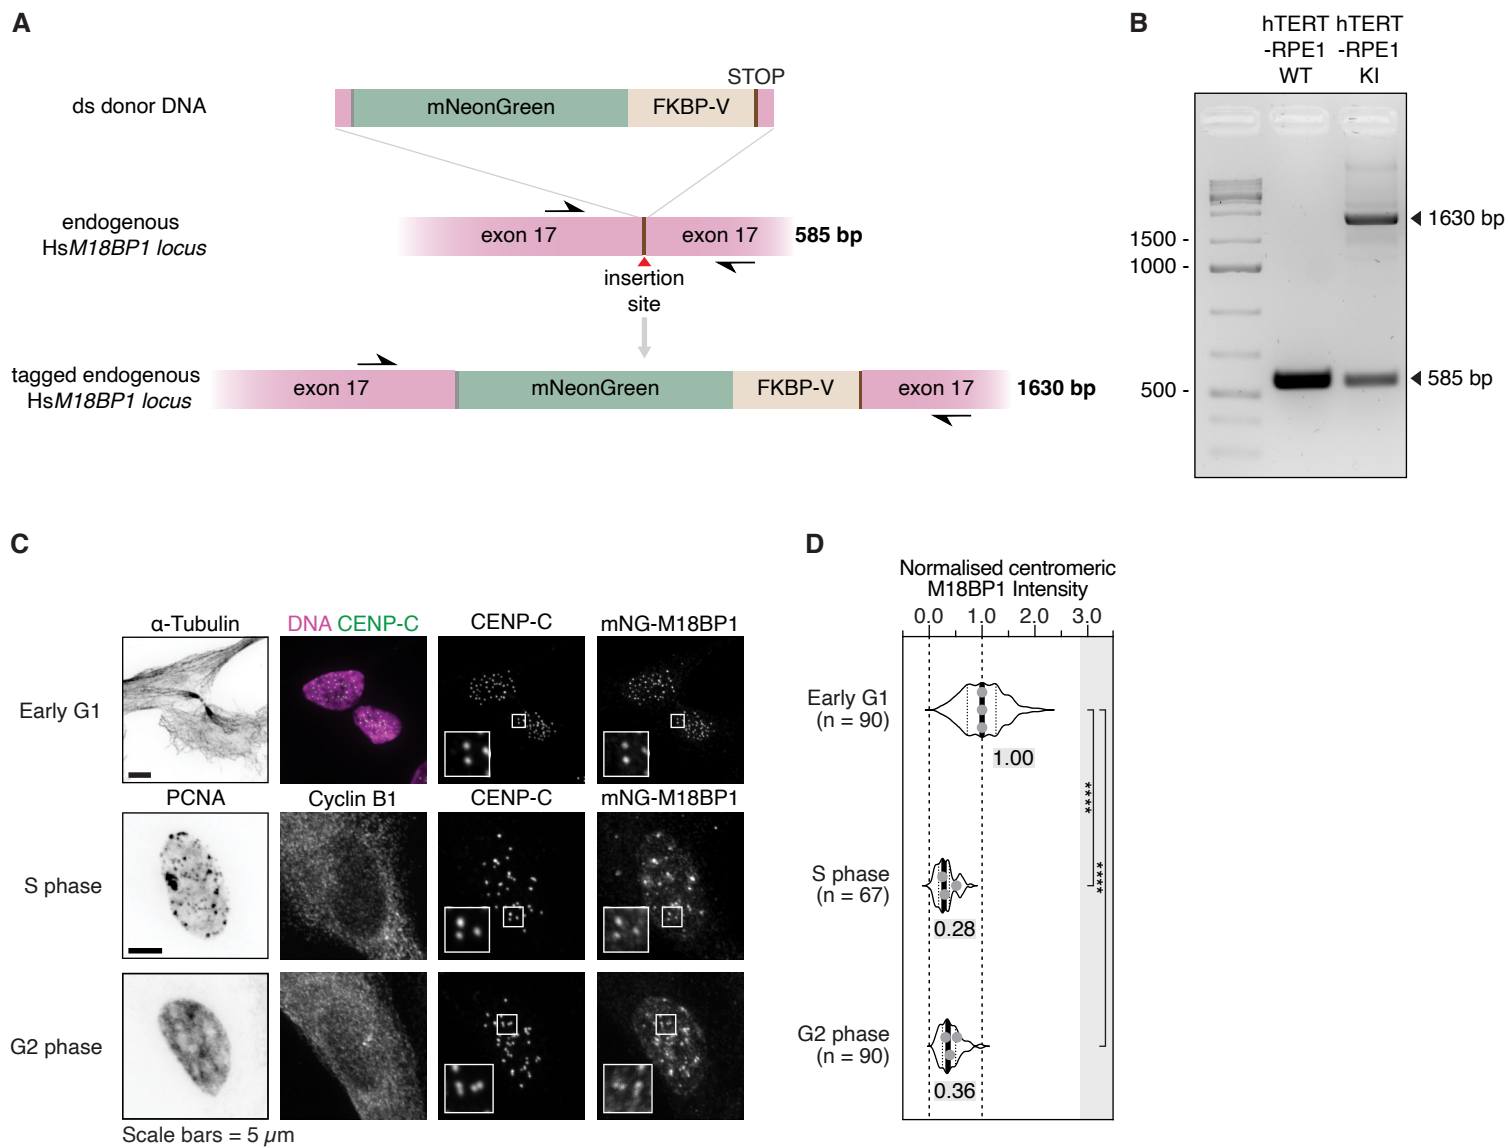 A
STOP
ds donor DNA
mNeonGreen
FKBP-V
endogenous
HsM18BP1 locus
exon 17
exon 17
585 bp
insertion
site
tagged endogenous
HsM18BP1 locus
exon 17
mNeonGreen
FKBP-V
exon 17
1630 bp
B
hTERT hTERT
-RPE1 -RPE1
WT KI
1630 bp
1500 -
1000 -
585 bp
500 -
C
α-Tubulin
DNA CENP-C
CENP-C
mNG-M18BP1
Early G1
PCNA
Cyclin B1
CENP-C
mNG-M18BP1
S phase
G2 phase
Scale bars = 5 µm
D
Normalised centromeric
M18BP1 Intensity
0.0 1.0 2.0 3.0
Early G1
(n = 90)
1.00
****
S phase
(n = 67)
****
0.28
G2 phase
(n = 90)
0.36